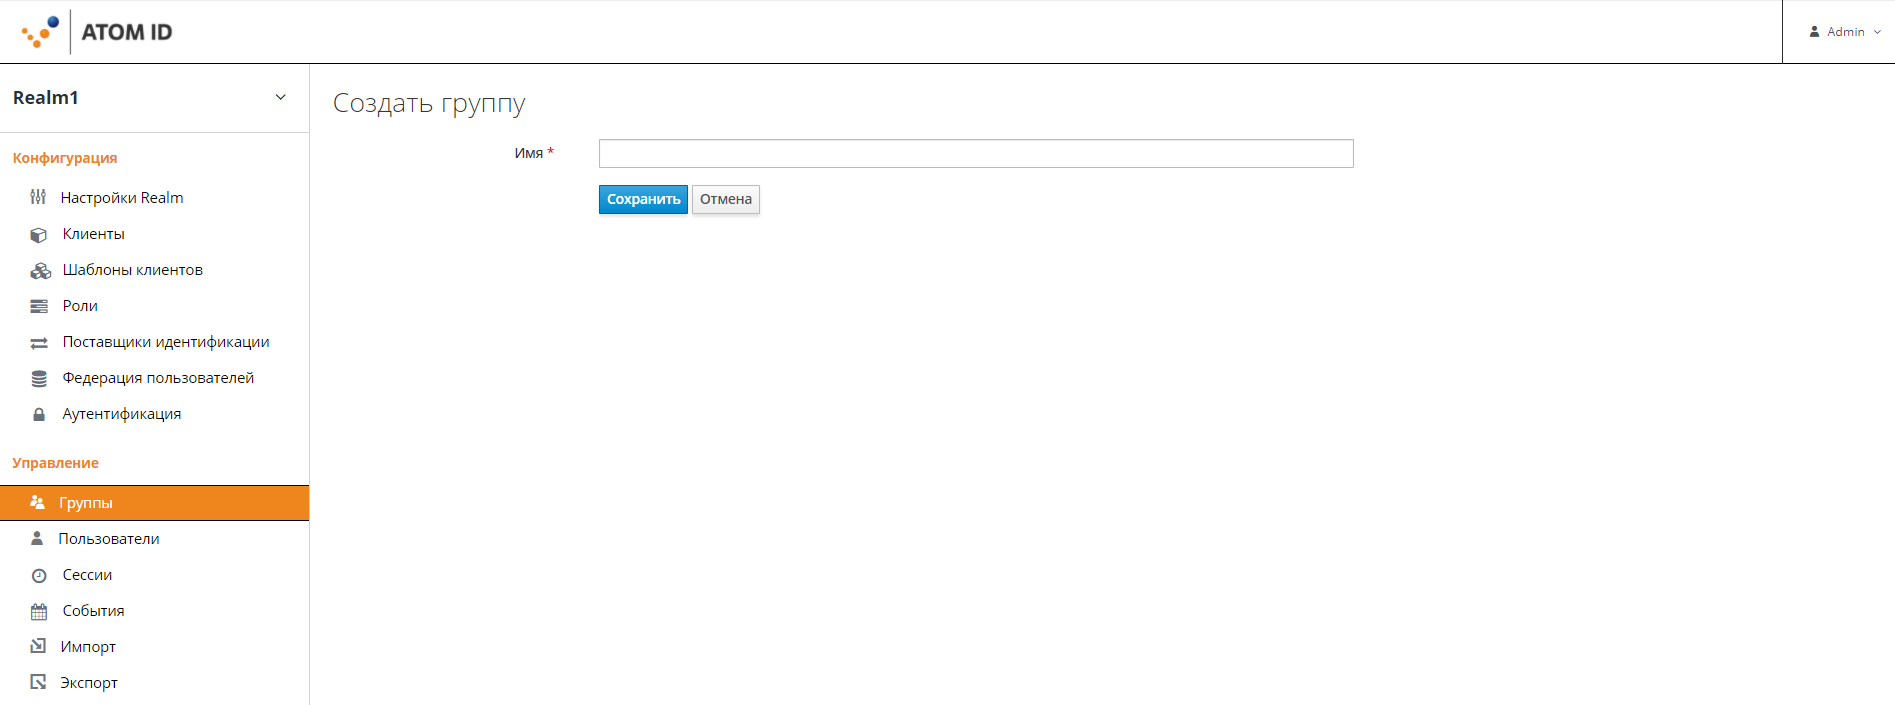 ATOM ID
Admin
Realm1
Конфигурация
Настройки Realm
Клиенты
Шаблоны клиентов
Роли
Поставщики идентификации
Федерация пользователей
Аутентификация
Управление
Группы
Пользователи
Сессии
События
Импорт
Экспорт
Создать группу
Имя *
Сохранить Отмена